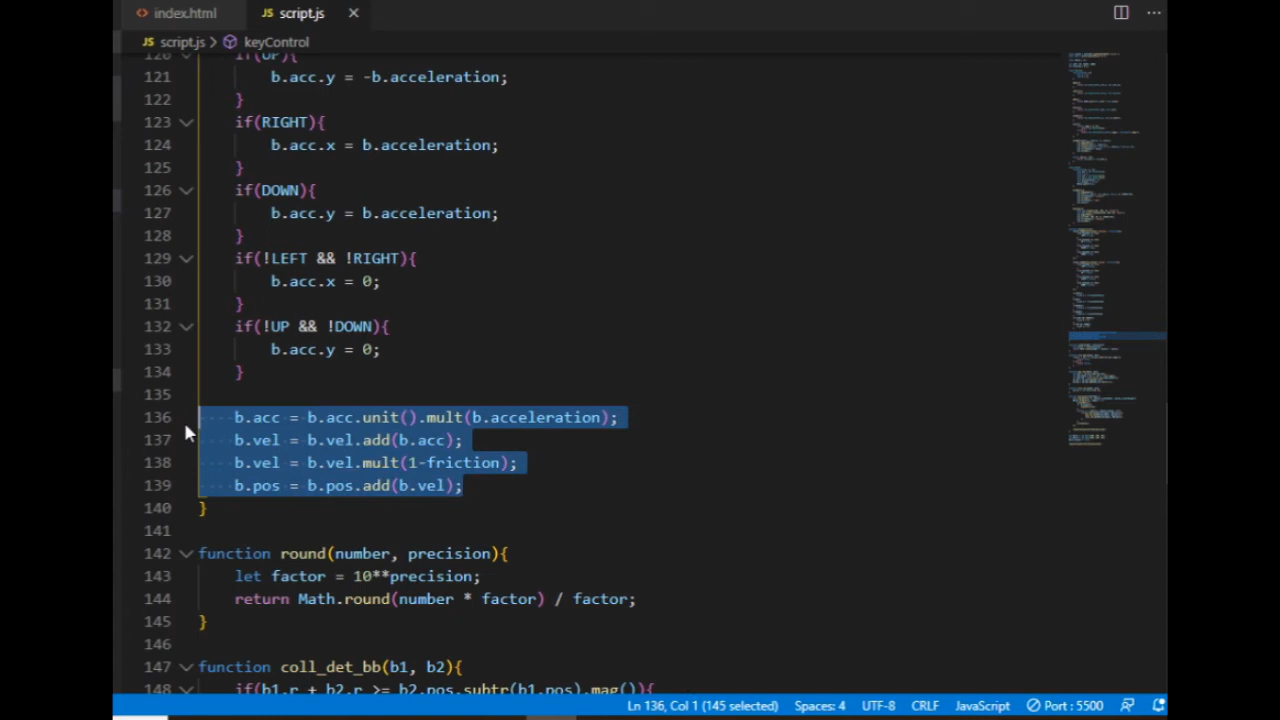 index.html
JS script.js
JS script.js > keyControl
120 if(UP){
121 b.acc.y = -b.acceleration;
122 }
123 if(RIGHT){
124 b.acc.x = b.acceleration;
125 }
126 if(DOWN){
127 b.acc.y = b.acceleration;
128 }
129 if(!LEFT && !RIGHT){
130 b.acc.x = 0;
131 }
132 if(!UP && !DOWN){
133 b.acc.y = 0;
134 }
135
136 b.acc = b.acc.unit().mult(b.acceleration);
137 b.vel = b.vel.add(b.acc);
138 b.vel = b.vel.mult(1-friction);
139 b.pos = b.pos.add(b.vel);
140 }
141
142 function round(number, precision){
143 let factor = 10**precision;
144 return Math.round(number * factor) / factor;
145 }
146
147 function coll_det_bb(b1, b2){
148 if(b1.r + b2.r >= b2.pos.subtr(b1.pos).mag()){
Ln 136, Col 1 (145 selected) Spaces: 4 UTF-8 CRLF JavaScript Port : 5500